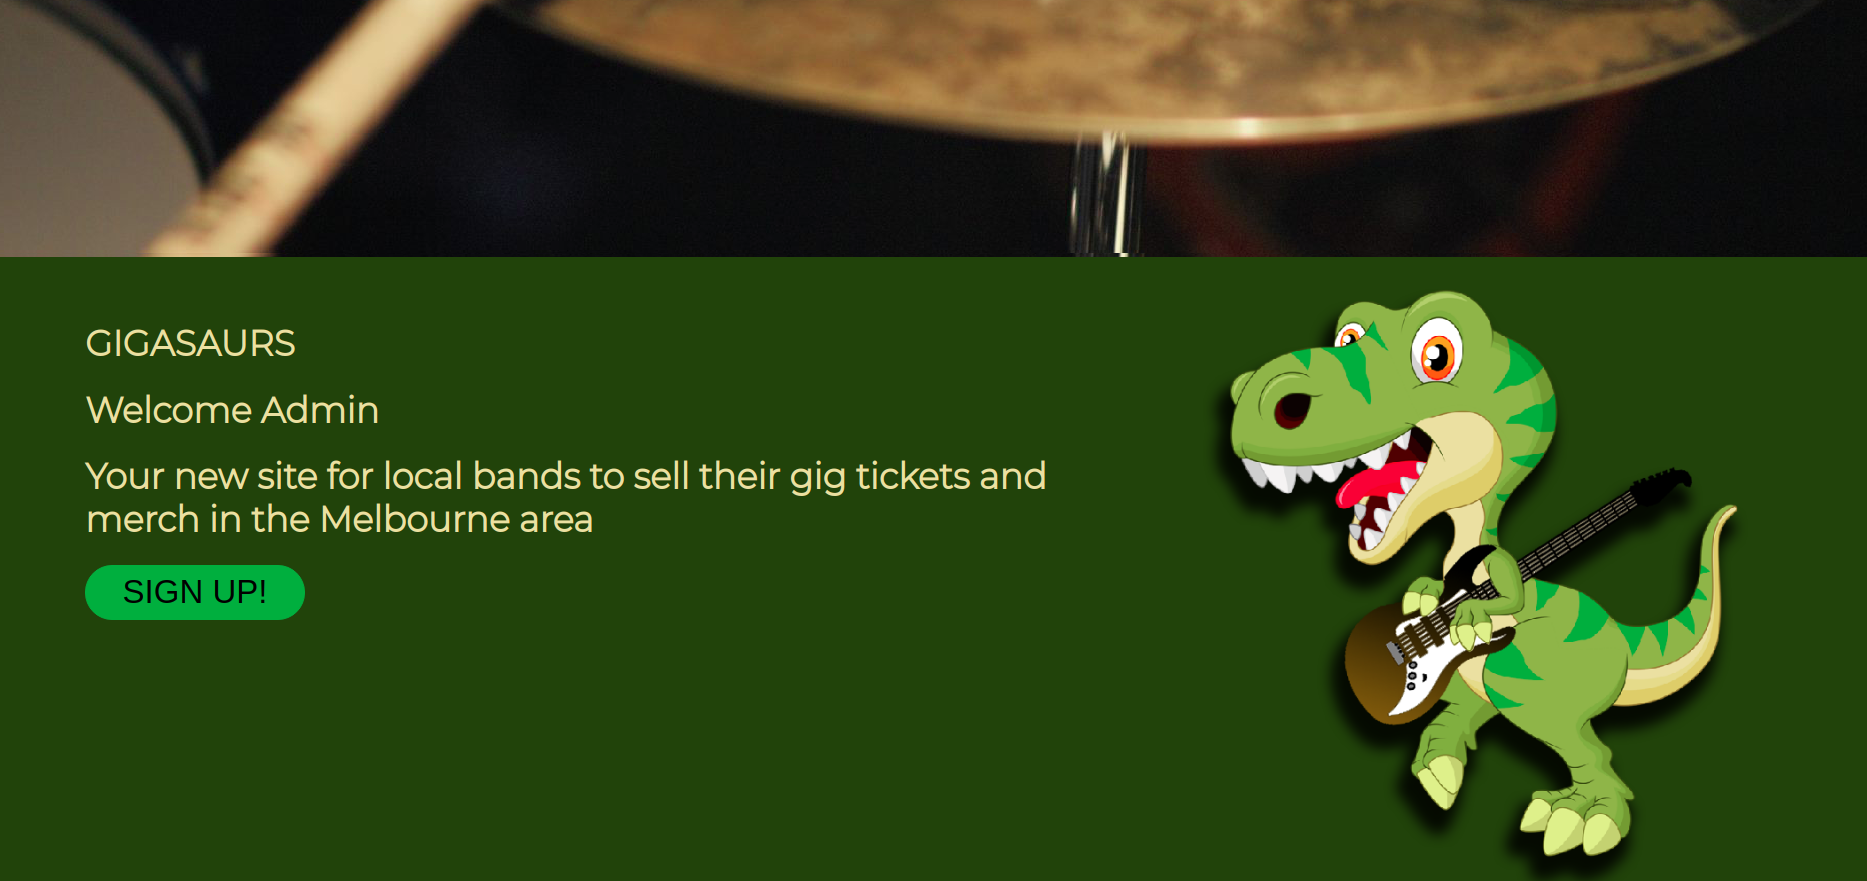 GIGASAURS
Welcome Admin
Your new site for local bands to sell their gig tickets and
merch in the Melbourne area
SIGN UP!